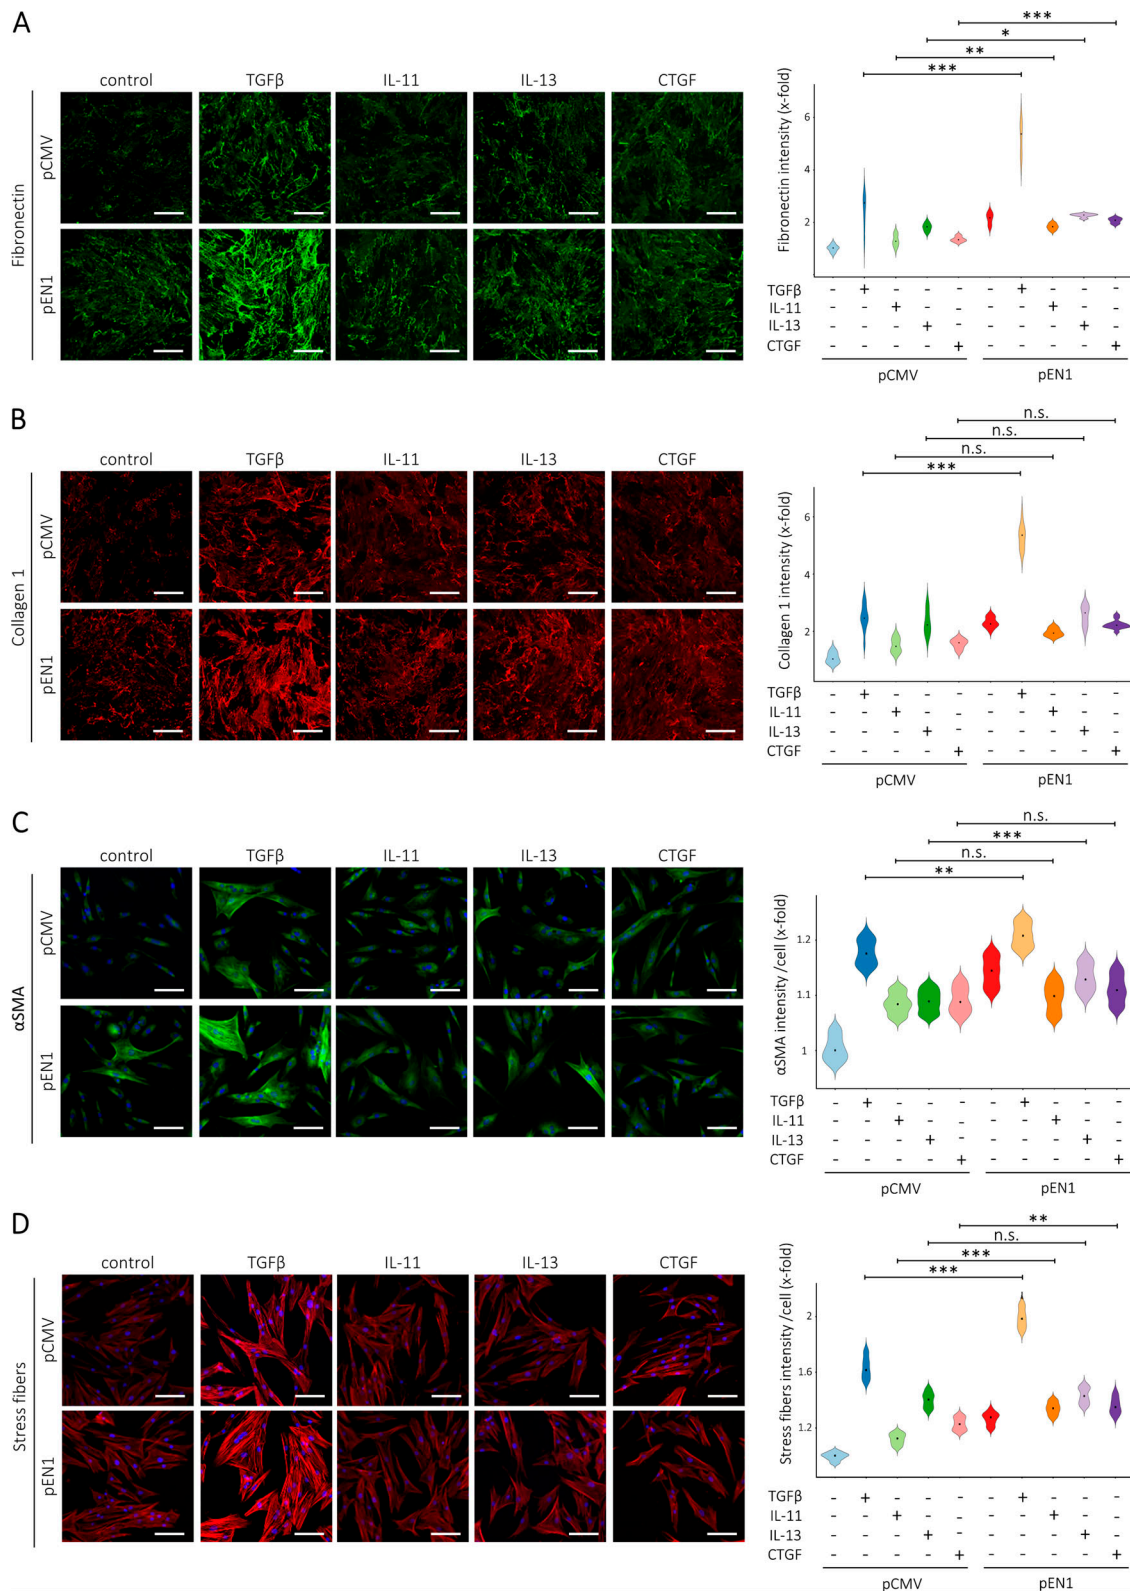 A
control TGFβ IL-11 IL-13 CTGF
Fibronectin
pCMV
pEN1
***
*
**
***
Fibronectin intensity (x-fold)
6
4
2
TGFβ - + - - - - + - - -
IL-11 - - + - - - - + - -
IL-13 - - - + - - - - + -
CTGF - - - - + - - - - +
pCMV pEN1
B
control TGFβ IL-11 IL-13 CTGF
Collagen 1
pCMV
pEN1
n.s.
n.s.
n.s.
***
Collagen 1 intensity (x-fold)
6
4
2
TGFβ - + - - - - + - - -
IL-11 - - + - - - - + - -
IL-13 - - - + - - - - + -
CTGF - - - - + - - - - +
pCMV pEN1
C
control TGFβ IL-11 IL-13 CTGF
αSMA
pCMV
pEN1
n.s.
***
n.s.
**
αSMA intensity /cell (x-fold)
1.2
1.1
1
TGFβ - + - - - - + - - -
IL-11 - - + - - - - + - -
IL-13 - - - + - - - - + -
CTGF - - - - + - - - - +
pCMV pEN1
D
control TGFβ IL-11 IL-13 CTGF
Stress fibers
pCMV
pEN1
**
n.s.
***
***
Stress fibers intensity /cell (x-fold)
2
1.6
1.2
TGFβ - + - - - - + - - -
IL-11 - - + - - - - + - -
IL-13 - - - + - - - - + -
CTGF - - - - + - - - - +
pCMV pEN1